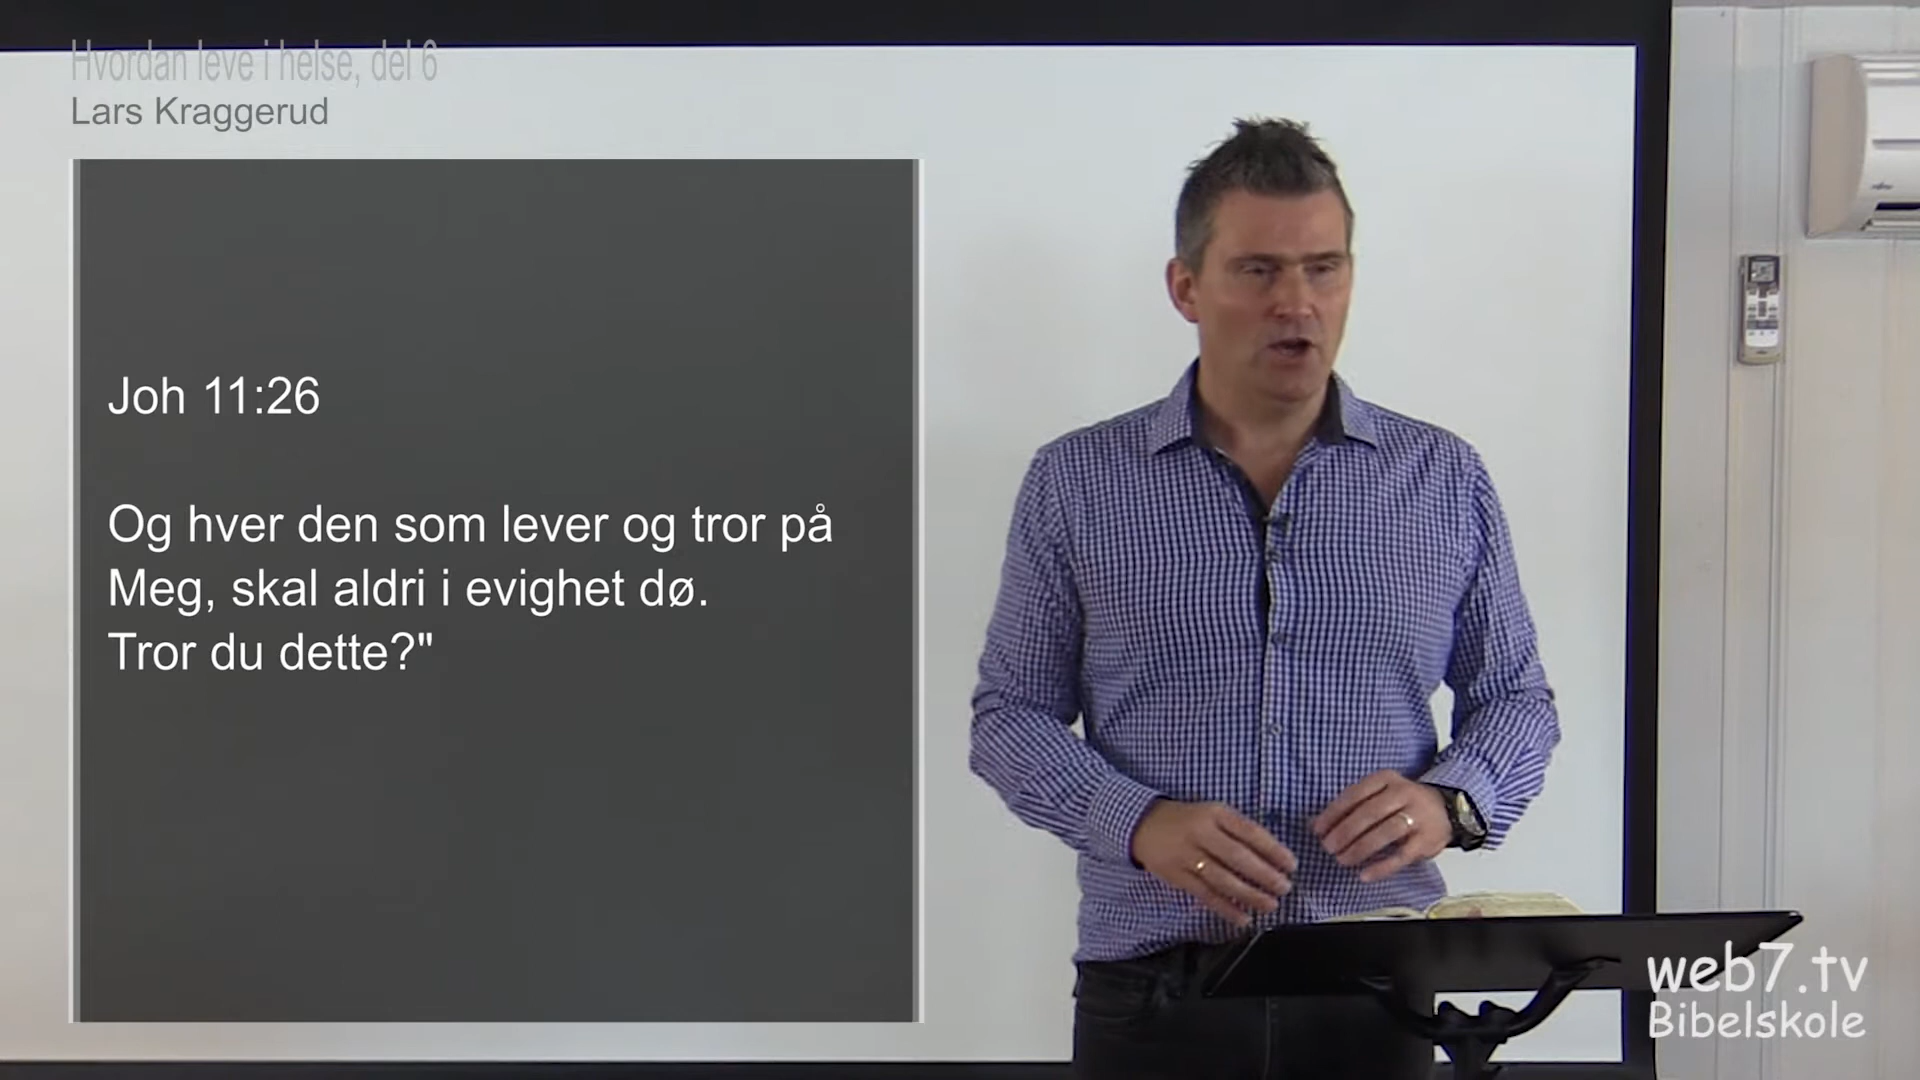 Hvordan leve i helse, del 6
Lars Kraggerud
Joh 11:26
Og hver den som lever og tror på
Meg, skal aldri i evighet dø.
Tror du dette?"
web7.tv
Bibelskole